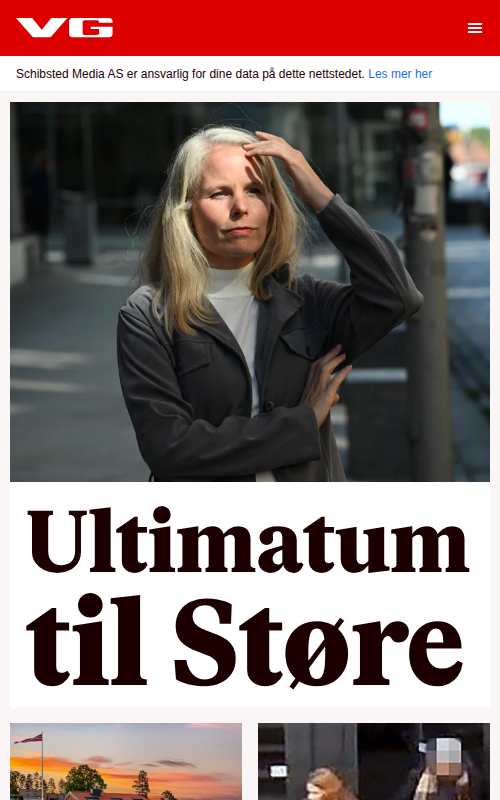 VG
Schibsted Media AS er ansvarlig for dine data på dette nettstedet. Les mer her
Ultimatum
til Støre